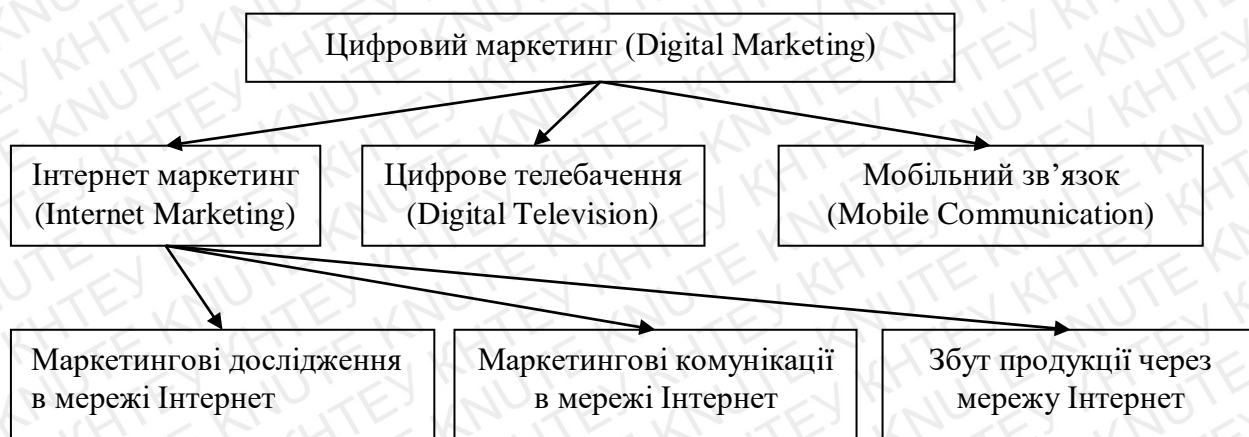 Цифровий маркетинг (Digital Marketing)
Інтернет маркетинг
(Internet Marketing)
Цифрове телебачення
(Digital Television)
Мобільний зв’язок
(Mobile Communication)
Маркетингові дослідження
в мережі Інтернет
Маркетингові комунікації
в мережі Інтернет
Збут продукції через
мережу Інтернет